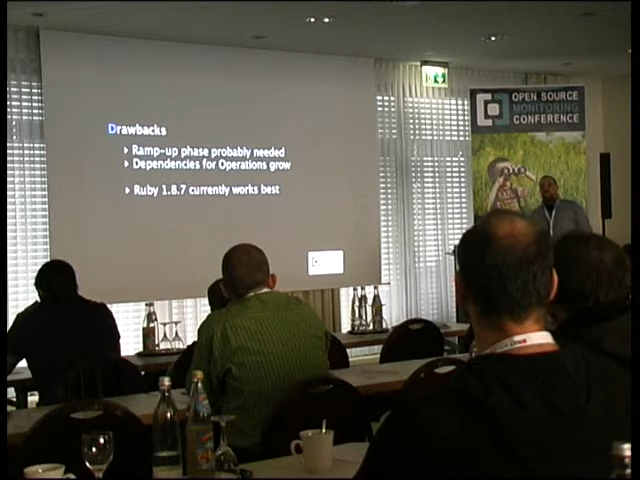 Drawbacks
Ramp-up phase probably needed
Dependencies for Operations grow
Ruby 1.8.7 currently works best
OPEN SOURCE
MONITORING
CONFERENCE